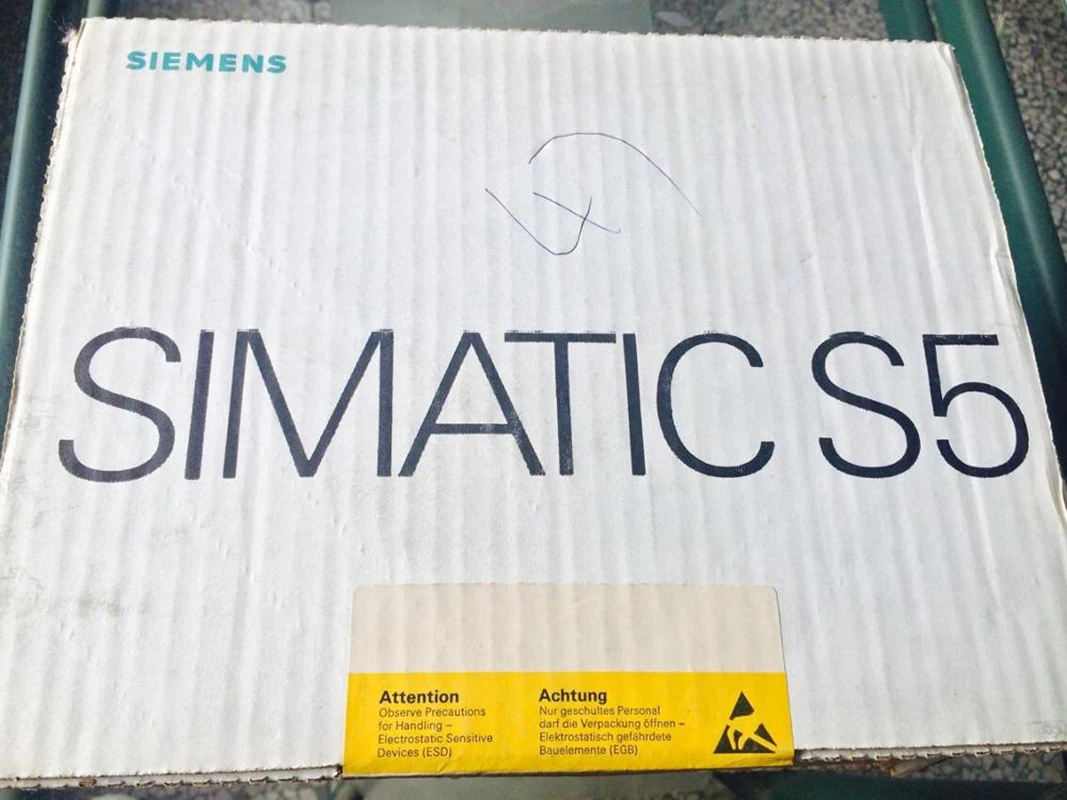 SIEMENS
SIMATIC S5
Attention
Observe Precautions
for Handling –
Electrostatic Sensitive
Devices (ESD)
Achtung
Nur geschultes Personal
darf die Verpackung öffnen –
Elektrostatisch gefährdete
Bauelemente (EGB)